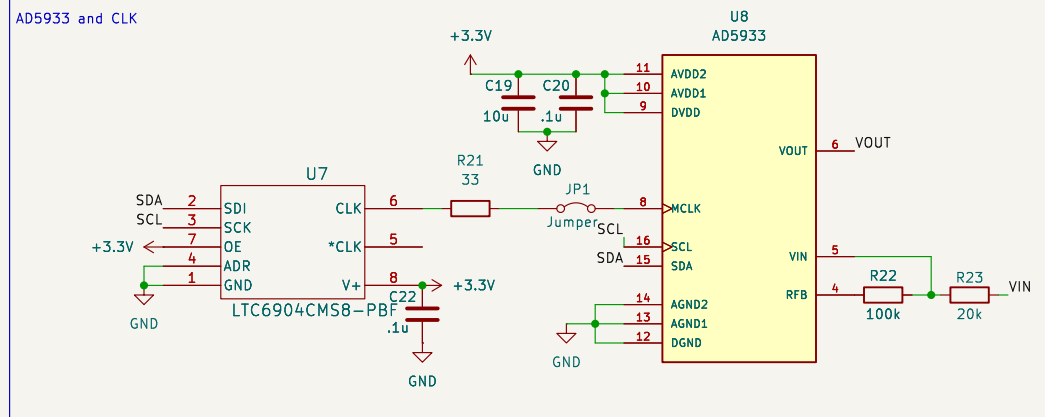 AD5933 and CLK
U8
AD5933
+3.3V
C19
10u
C20
.1u
GND
11
AVDD2
10
AVDD1
9
DVDD
VOUT
6
VOUT
R21
33
JP1
Jumper
8
MCLK
SCL
16
SCL
SDA
15
SDA
VIN
5
RFB
4
R22
100k
R23
20k
VIN
14
AGND2
13
AGND1
12
DGND
GND
U7
SDA
2
SDI
SCL
3
SCK
+3.3V
7
OE
4
ADR
1
GND
GND
CLK
6
*CLK
5
V+
8
+3.3V
LTC6904CMS8-PBF
C22
.1u
GND